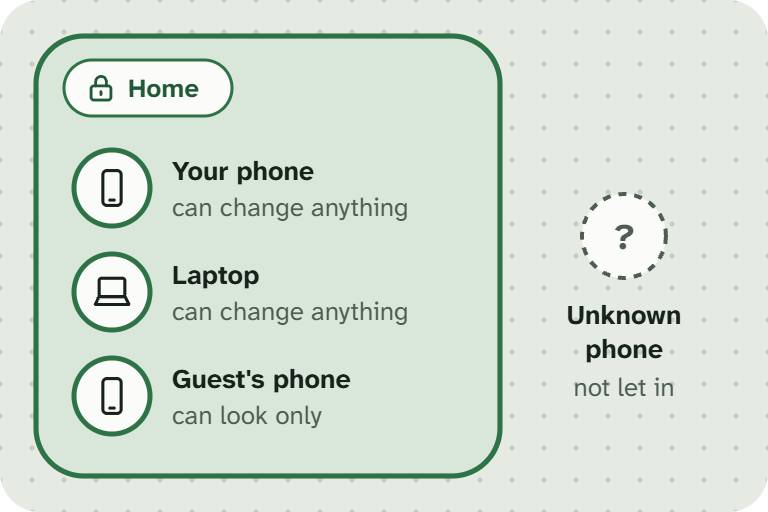 Home
Your phone
can change anything
Laptop
can change anything
Guest's phone
can look only
?
Unknown
phone
not let in